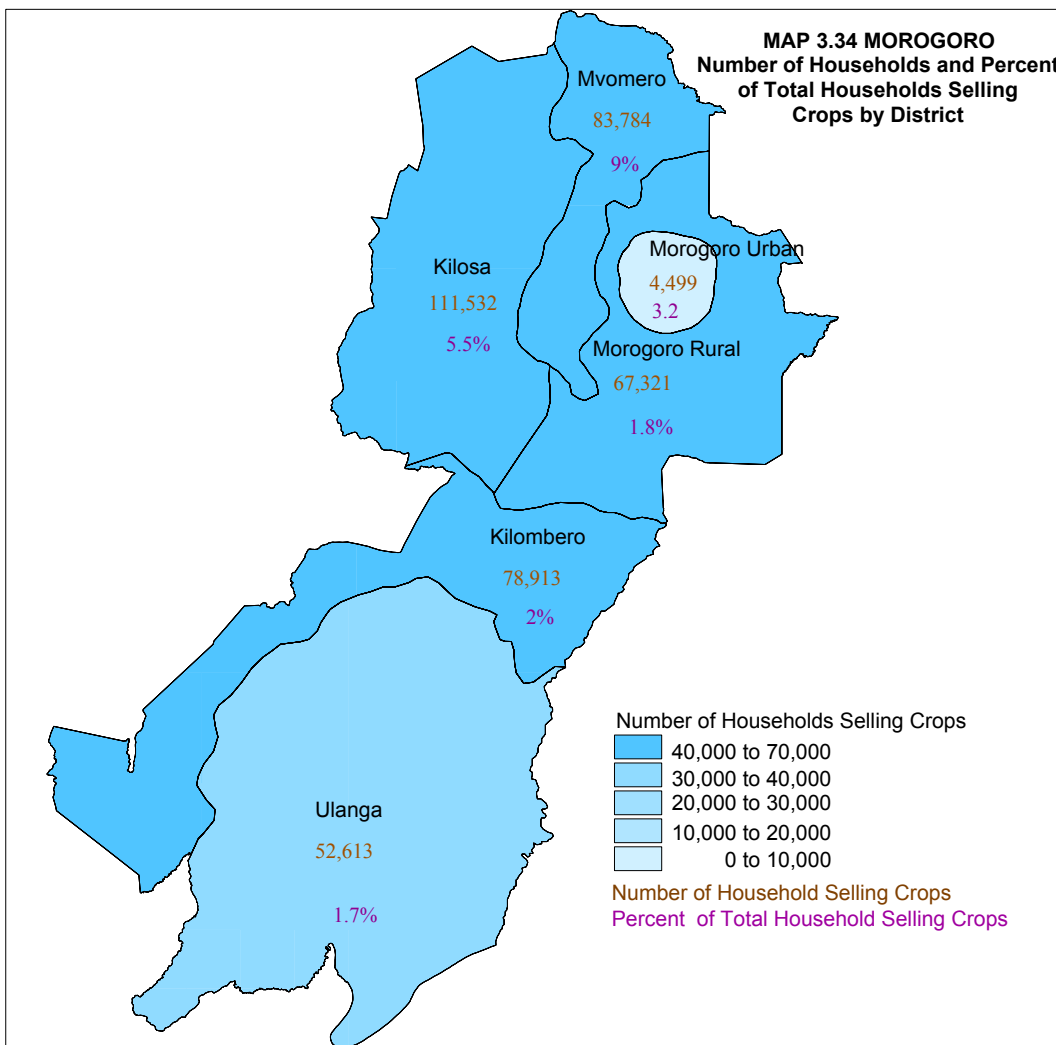 MAP 3.34 MOROGORO
Number of Households and Percent
of Total Households Selling
Crops by District
Mvomero
83,784
9%
Morogoro Urban
4,499
3.2
Kilosa
111,532
5.5%
Morogoro Rural
67,321
1.8%
Kilombero
78,913
2%
Ulanga
52,613
1.7%
Number of Households Selling Crops
40,000 to 70,000
30,000 to 40,000
20,000 to 30,000
10,000 to 20,000
0 to 10,000
Number of Household Selling Crops
Percent of Total Household Selling Crops